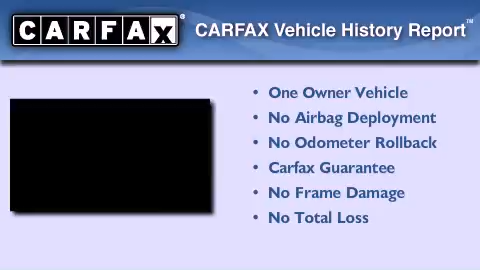 CARFAX® CARFAX Vehicle History Report™
• One Owner Vehicle
• No Airbag Deployment
• No Odometer Rollback
• Carfax Guarantee
• No Frame Damage
• No Total Loss